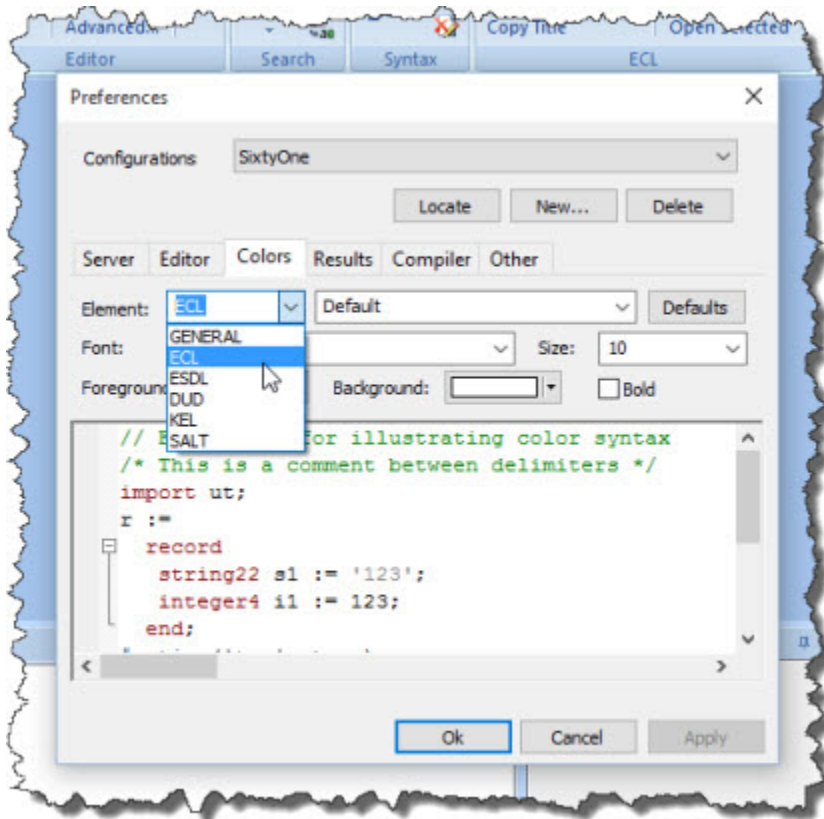 Advanced... Copy Title Open Selected
Editor Search Syntax ECL
Preferences
Configurations SixtyOne
Locate New... Delete
Server Editor Colors Results Compiler Other
Element: ECL Default Defaults
GENERAL
Font: Size: 10
ECL
ESDL
Background: Bold
DUD
KEL
SALT
// for illustrating color syntax
/* This is a comment between delimiters */
import ut;
r :=
record
string22 s1 := '123';
integer4 i1 := 123;
end;
Ok Cancel Apply